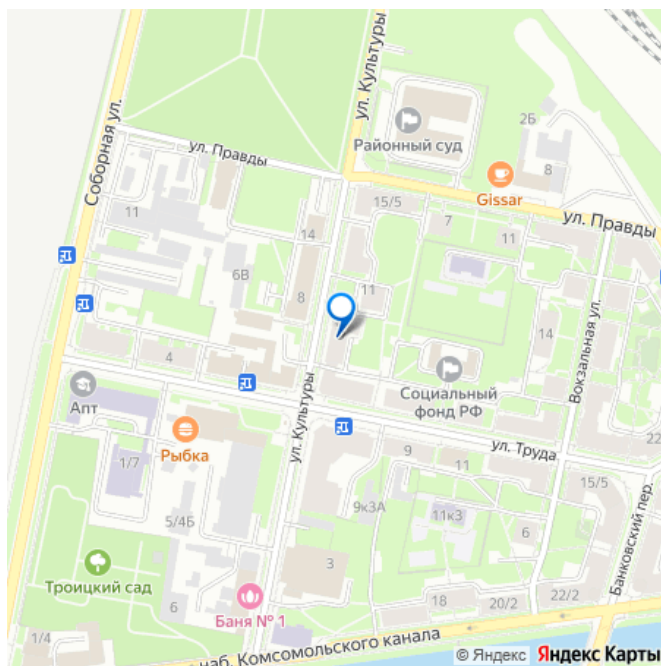 ул. Культуры
Соборная ул.
2Б
Районный суд
ул. Правды
8
Gissar
15/5
ул. Правды
11
7
11
14
6В
8
11
14
Вокзальная ул.
4
Социальный
фонд РФ
Апт
ул. Культуры
22/2
Рыбка
9
11
ул. Труда
1/7
15/5
9к3А
11к3
5/4Б
Банковский пер.
6
Троицкий сад
3
6
Баня № 1
18
20/2
22/2
1/4
наб. Комсомольского канала
© Яндекс Яндекс Карты